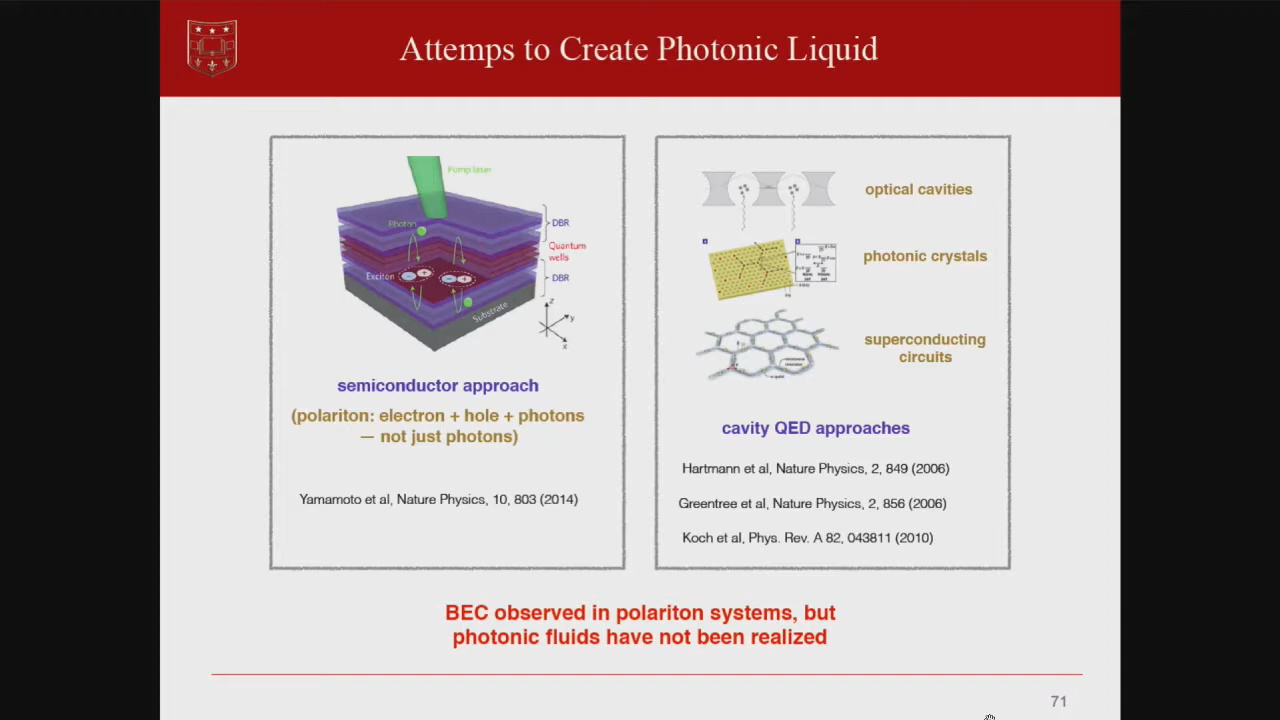 Attemps to Create Photonic Liquid
Pump laser
Photon
DBR
Quantum
wells
Exciton
DBR
Substrate
z
y
x
semiconductor approach
(polariton: electron + hole + photons
— not just photons)
Yamamoto et al, Nature Physics, 10, 803 (2014)
optical cavities
photonic crystals
superconducting
circuits
cavity QED approaches
Hartmann et al, Nature Physics, 2, 849 (2006)
Greentree et al, Nature Physics, 2, 856 (2006)
Koch et al, Phys. Rev. A 82, 043811 (2010)
BEC observed in polariton systems, but
photonic fluids have not been realized
71